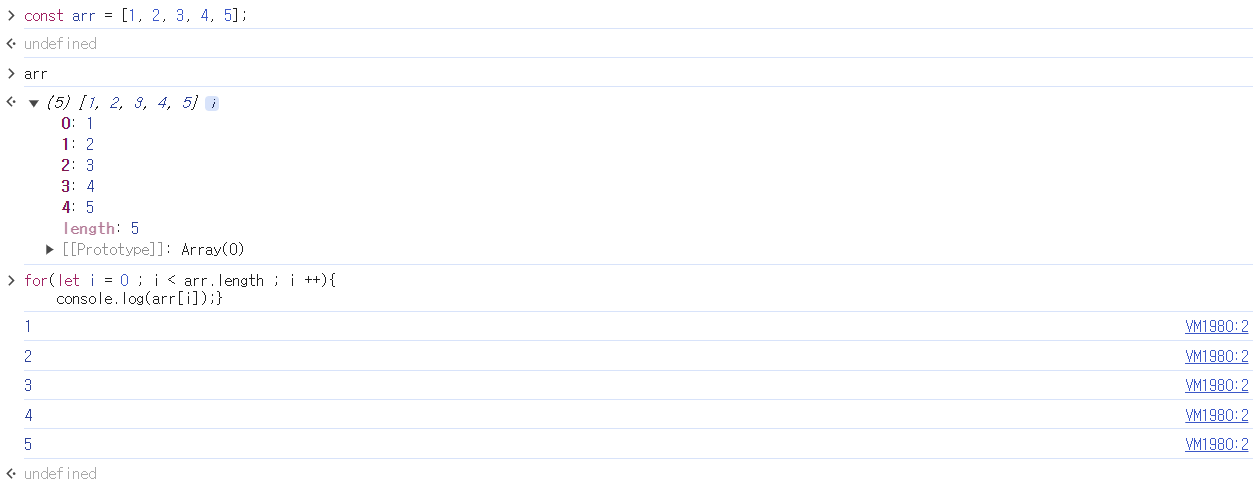 const arr = [1, 2, 3, 4, 5];
undefined
arr
(5) [1, 2, 3, 4, 5] i
0: 1
1: 2
2: 3
3: 4
4: 5
length: 5
[[Prototype]]: Array(0)
for(let i = 0 ; i < arr.length ; i ++){
console.log(arr[i]);}
1 VM1980:2
2 VM1980:2
3 VM1980:2
4 VM1980:2
5 VM1980:2
undefined